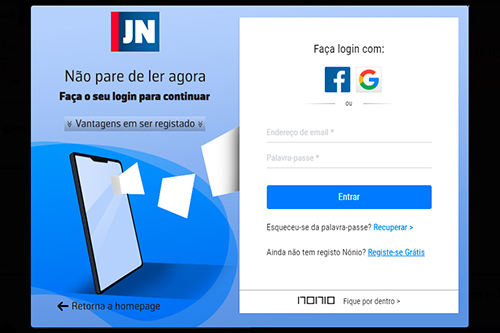 JN
Não pare de ler agora
Faça o seu login para continuar
Vantagens em ser registado
Retorna a homepage
Faça login com:
f G
ou
Endereço de email *
Palavra-passe *
Entrar
Esqueceu-se da palavra-passe? Recuperar >
Ainda não tem registo Nónio? Registe-se Grátis
nonio Fique por dentro >